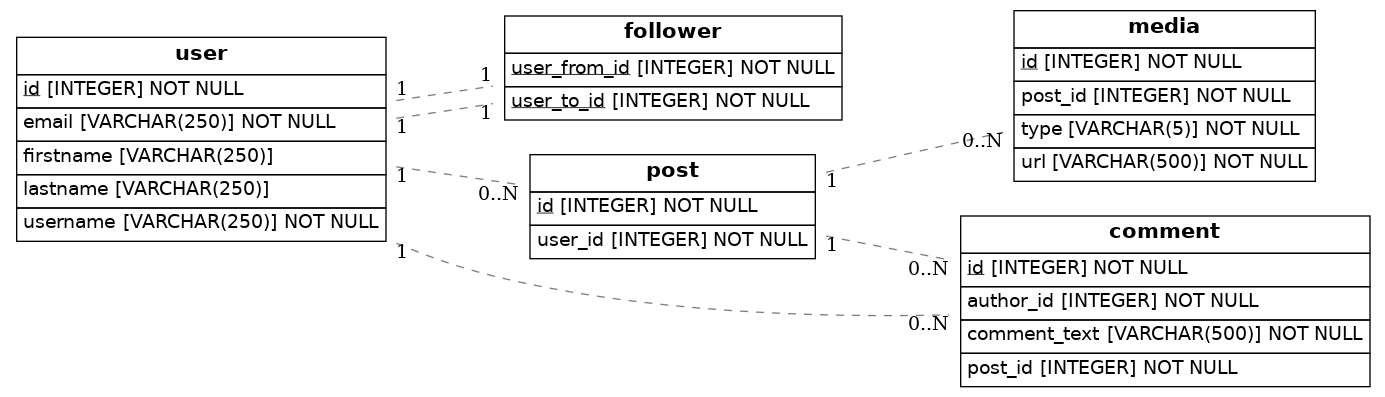 user
id [INTEGER] NOT NULL
email [VARCHAR(250)] NOT NULL
firstname [VARCHAR(250)]
lastname [VARCHAR(250)]
username [VARCHAR(250)] NOT NULL
1
1
1
1
follower
user_from_id [INTEGER] NOT NULL
user_to_id [INTEGER] NOT NULL
1
1
0..N
post
id [INTEGER] NOT NULL
user_id [INTEGER] NOT NULL
1
1
0..N
media
id [INTEGER] NOT NULL
post_id [INTEGER] NOT NULL
type [VARCHAR(5)] NOT NULL
url [VARCHAR(500)] NOT NULL
0..N
0..N
comment
id [INTEGER] NOT NULL
author_id [INTEGER] NOT NULL
comment_text [VARCHAR(500)] NOT NULL
post_id [INTEGER] NOT NULL